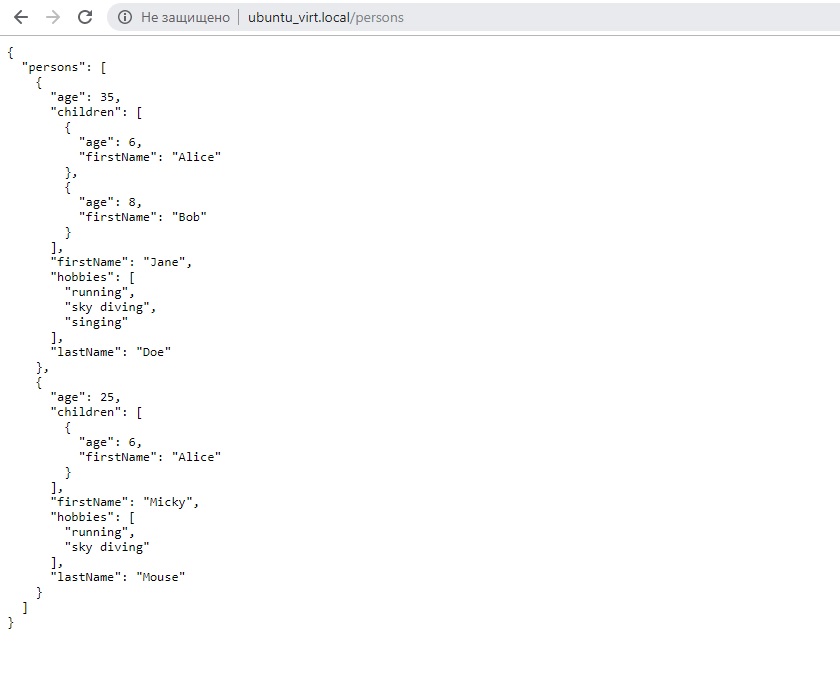 Не защищено | ubuntu_virt.local/persons
{
  "persons": [
    {
      "age": 35,
      "children": [
        {
          "age": 6,
          "firstName": "Alice"
        },
        {
          "age": 8,
          "firstName": "Bob"
        }
      ],
      "firstName": "Jane",
      "hobbies": [
        "running",
        "sky diving",
        "singing"
      ],
      "lastName": "Doe"
    },
    {
      "age": 25,
      "children": [
        {
          "age": 6,
          "firstName": "Alice"
        }
      ],
      "firstName": "Micky",
      "hobbies": [
        "running",
        "sky diving"
      ],
      "lastName": "Mouse"
    }
  ]
}